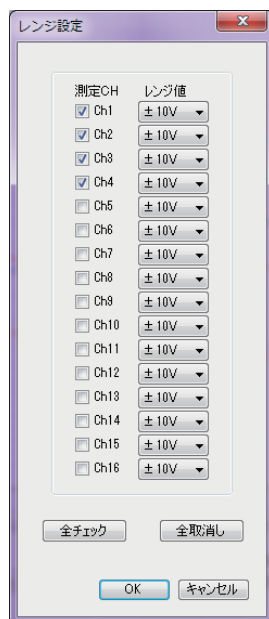 レンジ設定
測定CH レンジ値
Ch1 ± 10V
Ch2 ± 10V
Ch3 ± 10V
Ch4 ± 10V
Ch5 ± 10V
Ch6 ± 10V
Ch7 ± 10V
Ch8 ± 10V
Ch9 ± 10V
Ch10 ± 10V
Ch11 ± 10V
Ch12 ± 10V
Ch13 ± 10V
Ch14 ± 10V
Ch15 ± 10V
Ch16 ± 10V
全チェック 全取消し
OK キャンセル